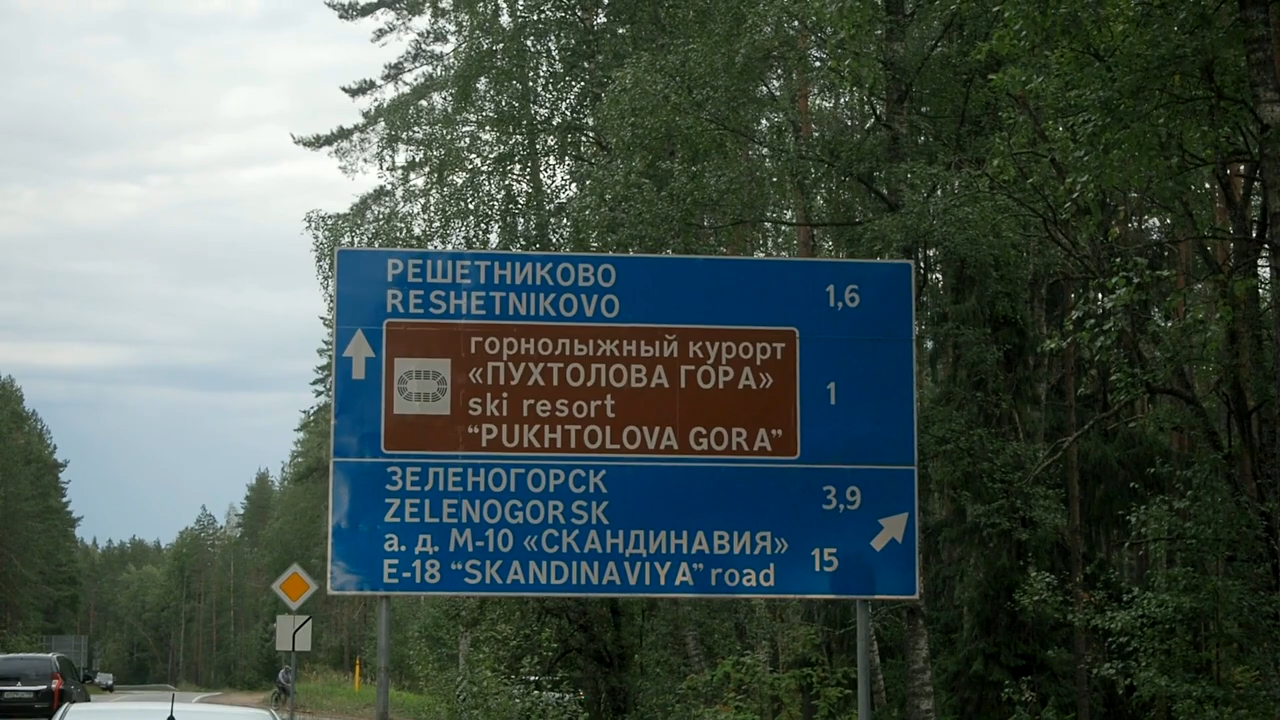 РЕШЕТНИКОВО
RESHETNIKOVO
1,6
горнолыжный курорт
«ПУХТОЛОВА ГОРА»
ski resort
“PUKHTOLOVA GORA”
1
ЗЕЛЕНОГОРСК
ZELENOGORSK
3,9
а. д. М-10 «СКАНДИНАВИЯ»
E-18 “SKANDINAVIYA” road
15